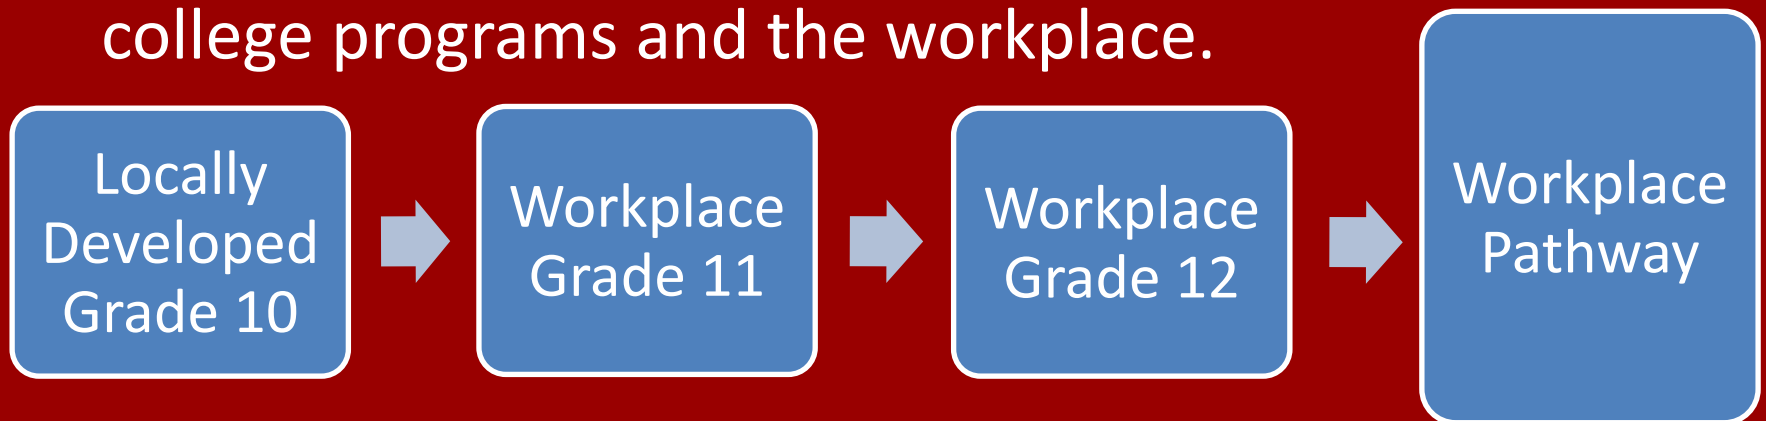 college programs and the workplace.
Locally
Developed
Grade 10
Workplace
Grade 11
Workplace
Grade 12
Workplace
Pathway